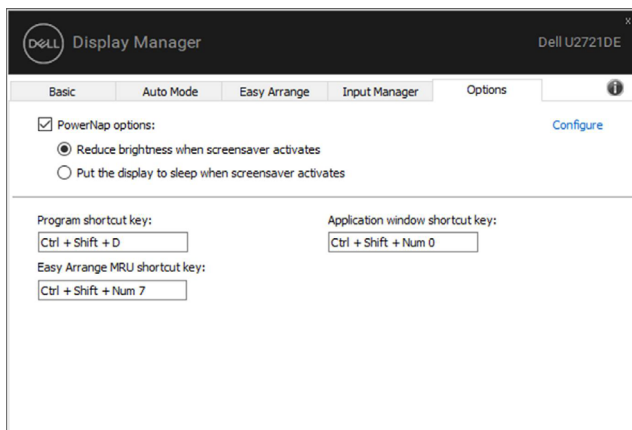 x
DELL Display Manager
Dell U2721DE
Basic Auto Mode Easy Arrange Input Manager Options
PowerNap options:
Configure
Reduce brightness when screensaver activates
Put the display to sleep when screensaver activates
Program shortcut key:
Ctrl + Shift + D
Application window shortcut key:
Ctrl + Shift + Num 0
Easy Arrange MRU shortcut key:
Ctrl + Shift + Num 7